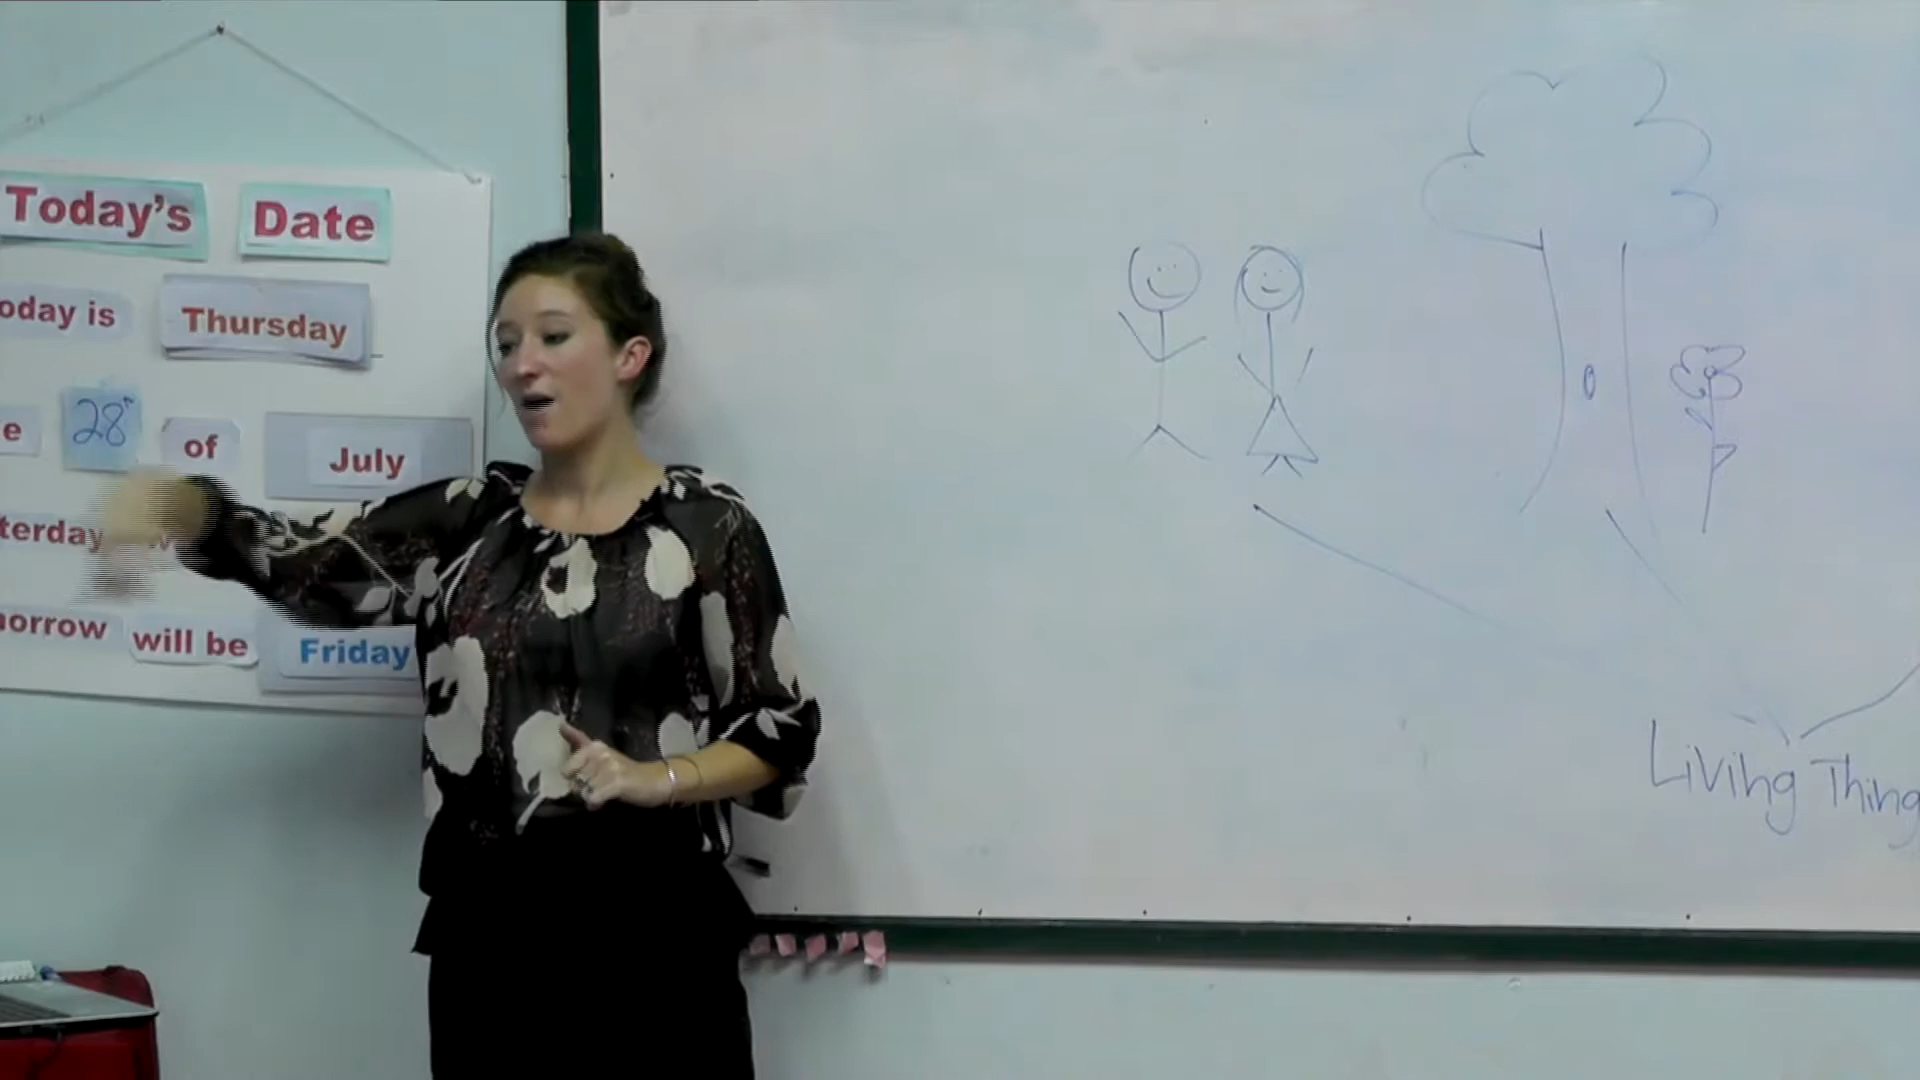 Today's Date
oday is Thursday
e 28th of July
terday
orrow will be Friday
Living Thing